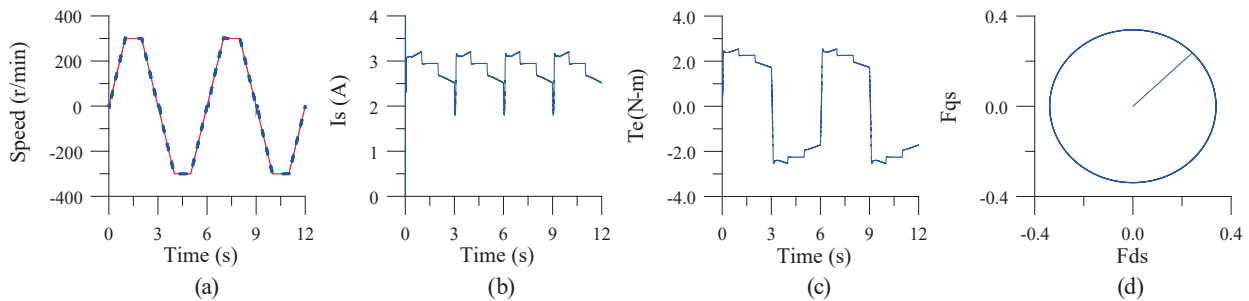 400
200
0
-200
-400
Speed (r/min)
0 3 6 9 12
Time (s)
(a)
4
3
2
1
0
Is (A)
0 3 6 9 12
Time (s)
(b)
4.0
2.0
0.0
-2.0
-4.0
Te(N-m)
0 3 6 9 12
Time (s)
(c)
0.4
0.0
-0.4
Fqs
-0.4 0.0 0.4
Fds
(d)